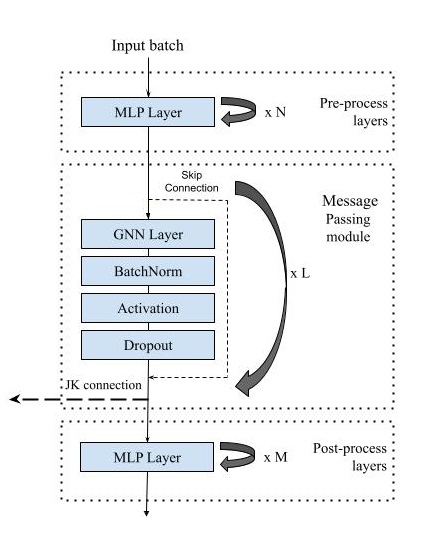 Input batch
MLP Layer
x N
Pre-process
layers
Skip
Connection
Message
Passing
module
GNN Layer
BatchNorm
x L
Activation
Dropout
JK connection
MLP Layer
x M
Post-process
layers